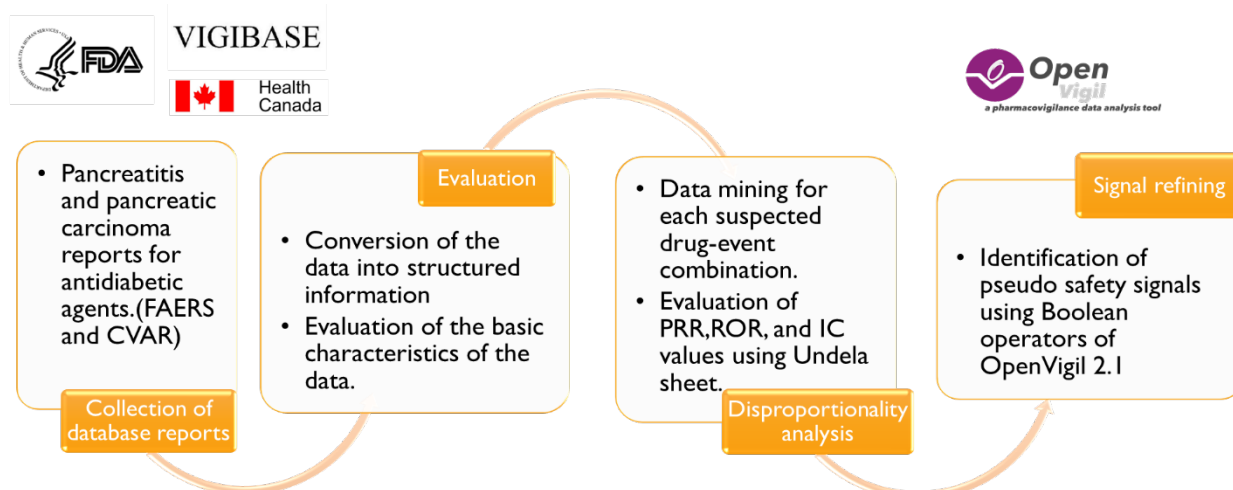 FDA
VIGIBASE
Health
Canada
Open
Vigil
a pharmacovigilance data analysis tool
• Pancreatitis
and pancreatic
carcinoma
reports for
antidiabetic
agents.(FAERS
and CVAR)
Collection of
database reports
Evaluation
• Conversion of the
data into structured
information
• Evaluation of the basic
characteristics of the
data.
• Data mining for
each suspected
drug-event
combination.
• Evaluation of
PRR,ROR, and IC
values using Undela
sheet.
Disproportionality
analysis
Signal refining
• Identification of
pseudo safety signals
using Boolean
operators of
OpenVigil 2.1